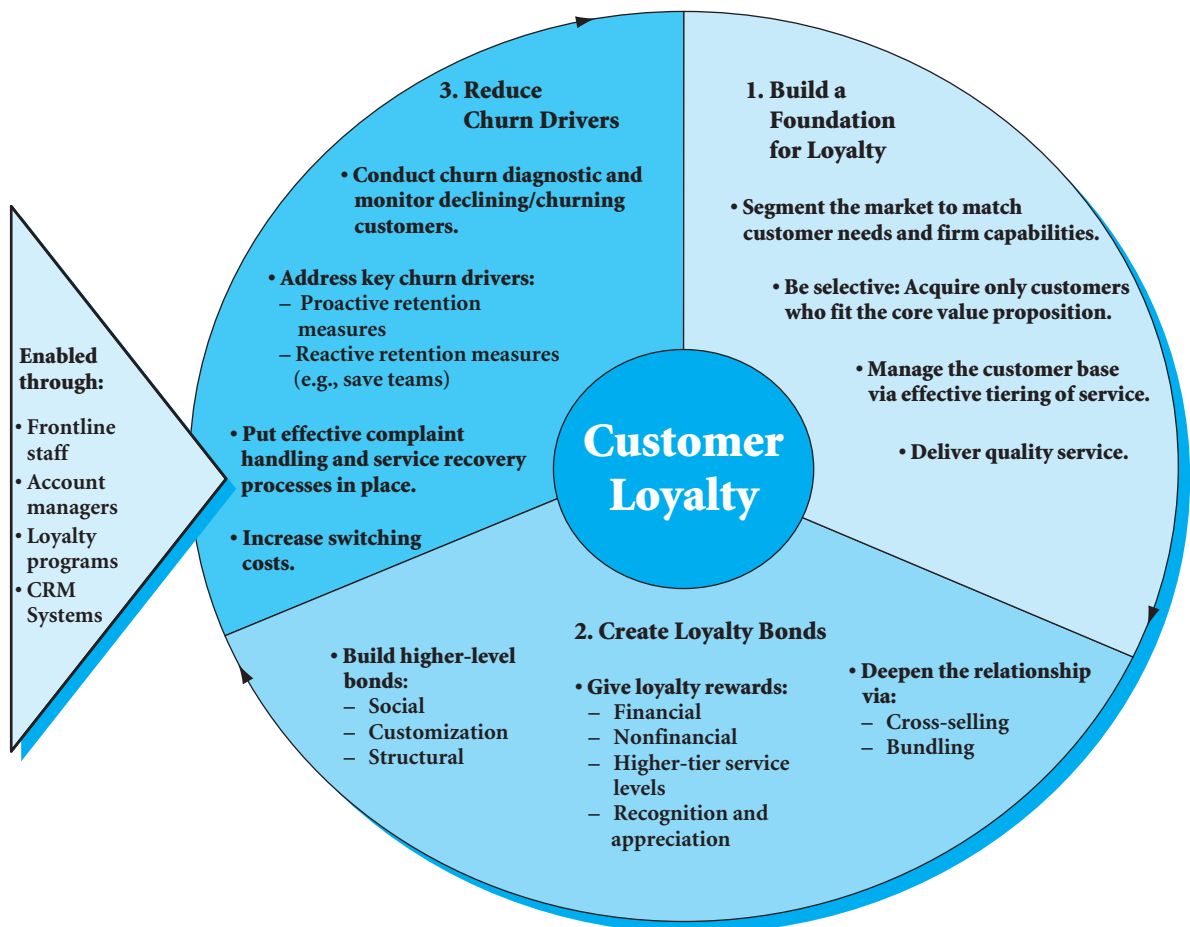 Customer
Loyalty
1. Build a
Foundation
for Loyalty
• Segment the market to match
customer needs and firm capabilities.
• Be selective: Acquire only customers
who fit the core value proposition.
• Manage the customer base
via effective tiering of service.
• Deliver quality service.
2. Create Loyalty Bonds
• Build higher-level
bonds:
– Social
– Customization
– Structural
• Give loyalty rewards:
– Financial
– Nonfinancial
– Higher-tier service
levels
– Recognition and
appreciation
• Deepen the relationship
via:
– Cross-selling
– Bundling
3. Reduce
Churn Drivers
• Conduct churn diagnostic and
monitor declining/churning
customers.
• Address key churn drivers:
– Proactive retention
measures
– Reactive retention measures
(e.g., save teams)
• Put effective complaint
handling and service recovery
processes in place.
• Increase switching
costs.
Enabled
through:
• Frontline
staff
• Account
managers
• Loyalty
programs
• CRM
Systems